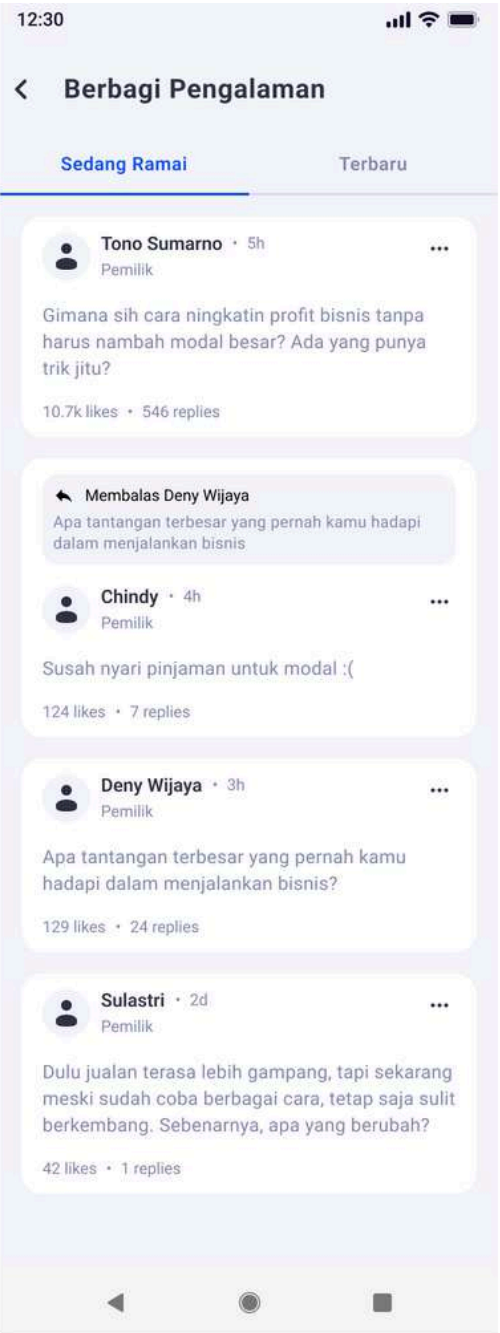 12:30
Berbagi Pengalaman
Sedang Ramai
Terbaru
Tono Sumarno • 5h
Pemilik
Gimana sih cara ningkatin profit bisnis tanpa
harus nambah modal besar? Ada yang punya
trik jitu?
10.7k likes • 546 replies
Membalas Deny Wijaya
Apa tantangan terbesar yang pernah kamu hadapi
dalam menjalankan bisnis
Chindy • 4h
Pemilik
Susah nyari pinjaman untuk modal :(
124 likes • 7 replies
Deny Wijaya • 3h
Pemilik
Apa tantangan terbesar yang pernah kamu
hadapi dalam menjalankan bisnis?
129 likes • 24 replies
Sulastri • 2d
Pemilik
Dulu jualan terasa lebih gampang, tapi sekarang
meski sudah coba berbagai cara, tetap saja sulit
berkembang. Sebenarnya, apa yang berubah?
42 likes • 1 replies